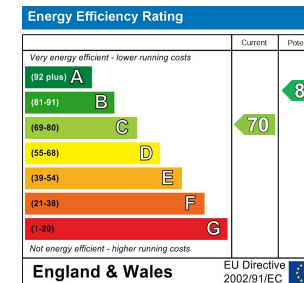 Energy Efficiency Rating
Current
Very energy efficient - lower running costs
(92 plus) A
(81-91) B
(69-80) C
70
(55-68) D
(39-54) E
(21-38) F
(1-20) G
Not energy efficient - higher running costs
England & Wales
EU Directive
2002/91/EC